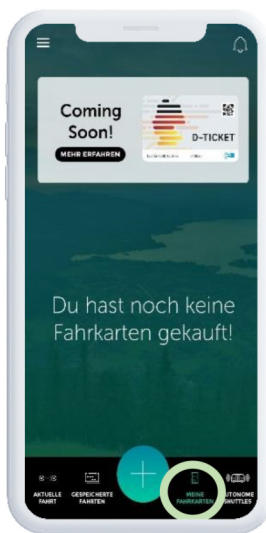 Coming
Soon!
MEHR ERFAHREN
D-TICKET
Du hast noch keine
Fahrkarten gekauft!
AKTUELLE
FAHRT
GESPEICHERTE
FAHRTEN
MEINE
FAHRKARTEN
AUTONOME
SHUTTLES